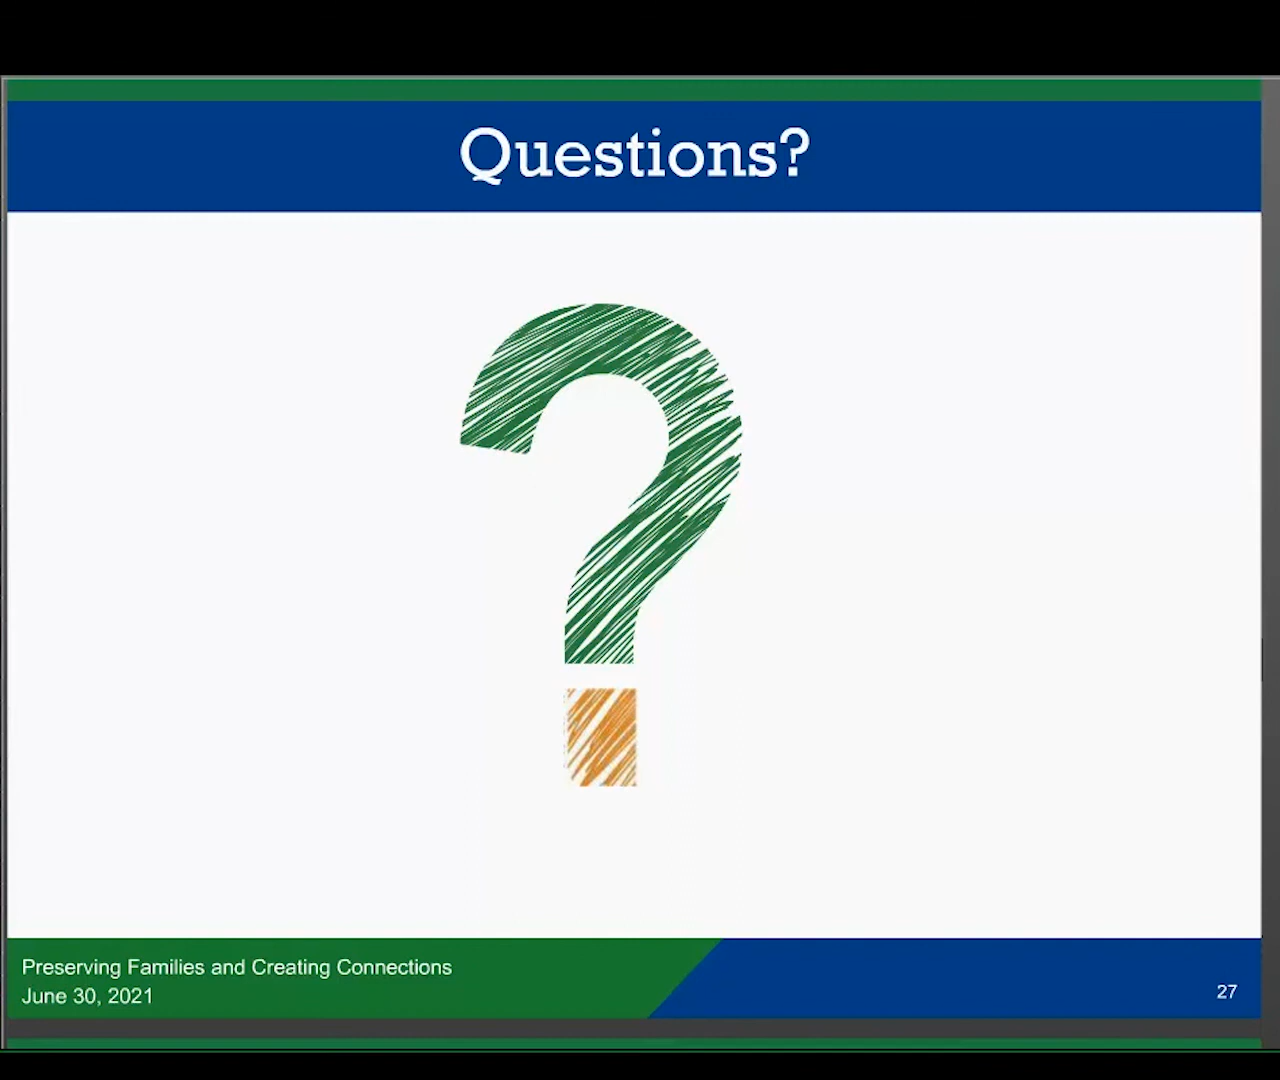 Questions?
?
Preserving Families and Creating Connections
June 30, 2021
27